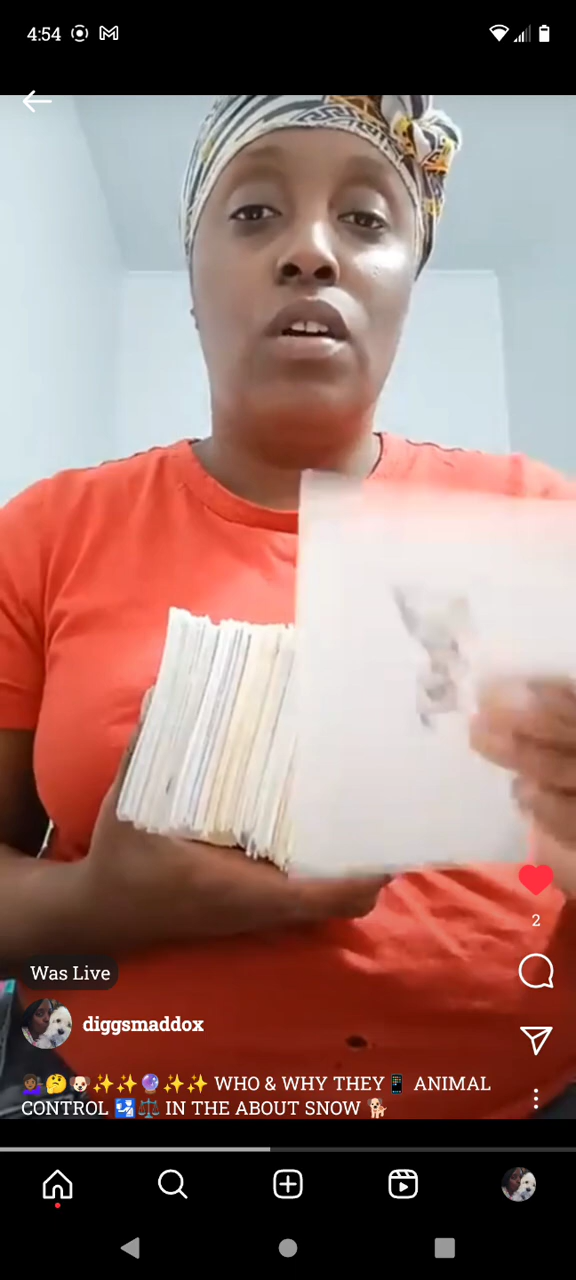 4:54
Was Live
diggsmaddox
💁🏾‍♀️🤔🐶✨✨🔮✨✨ WHO & WHY THEY📱 ANIMAL
CONTROL 🛂⚖️ IN THE ABOUT SNOW 🐕
2